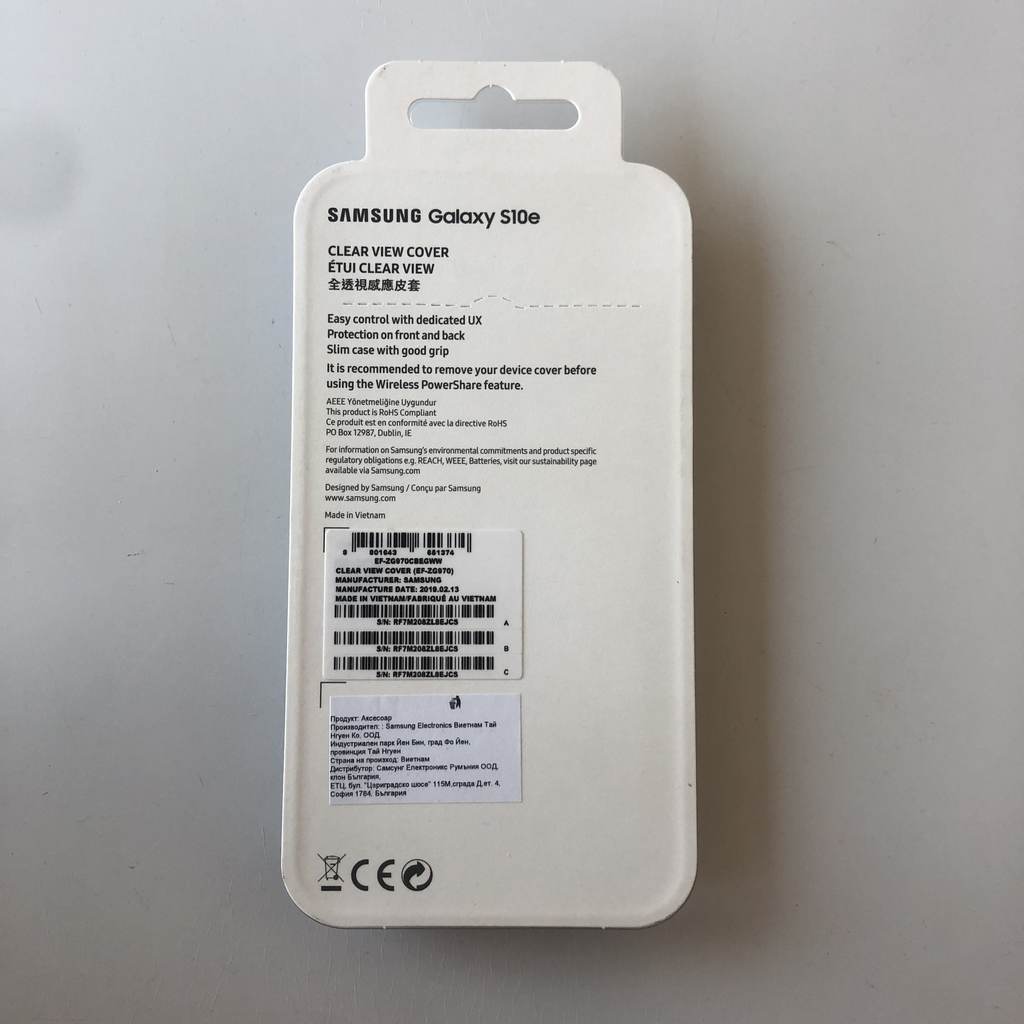 SAMSUNG Galaxy S10e
CLEAR VIEW COVER
ÉTUI CLEAR VIEW
全透視感應皮套
Easy control with dedicated UX
Protection on front and back
Slim case with good grip
It is recommended to remove your device cover before
using the Wireless PowerShare feature.
AEEE Yönetmeliğine Uygundur
This product is RoHS Compliant
Ce produit est en conformité avec la directive RoHS
PO Box 12987, Dublin, IE
For information on Samsung's environmental commitments and product specific
regulatory obligations e.g. REACH, WEEE, Batteries, visit our sustainability page
available via Samsung.com
Designed by Samsung / Conçu par Samsung
www.samsung.com
Made in Vietnam
8 801643 651374
EF-ZG970CBEGWW
CLEAR VIEW COVER (EF-ZG970)
MANUFACTURER: SAMSUNG
MANUFACTURE DATE: 2019.02.13
MADE IN VIETNAM/FABRIQUÉ AU VIETNAM
S/N: RF7M208ZL8EJCS A
S/N: RF7M208ZL8EJCS B
S/N: RF7M208ZL8EJCS C
Продукт: Аксесоар
Производител: : Samsung Electronics Виетнам Тай
Нгуен Ко. ООД
Индустриален парк Йен Бин, град Фо Йен,
провинция Тай Нгуен
Страна на произход: Виетнам
Дистрибутор: Самсунг Електроникс Румъния ООД,
клон България,
ЕТЦ, бул. "Цариградско шосе" 115М,сграда Д,ет. 4,
София 1784, България
CE